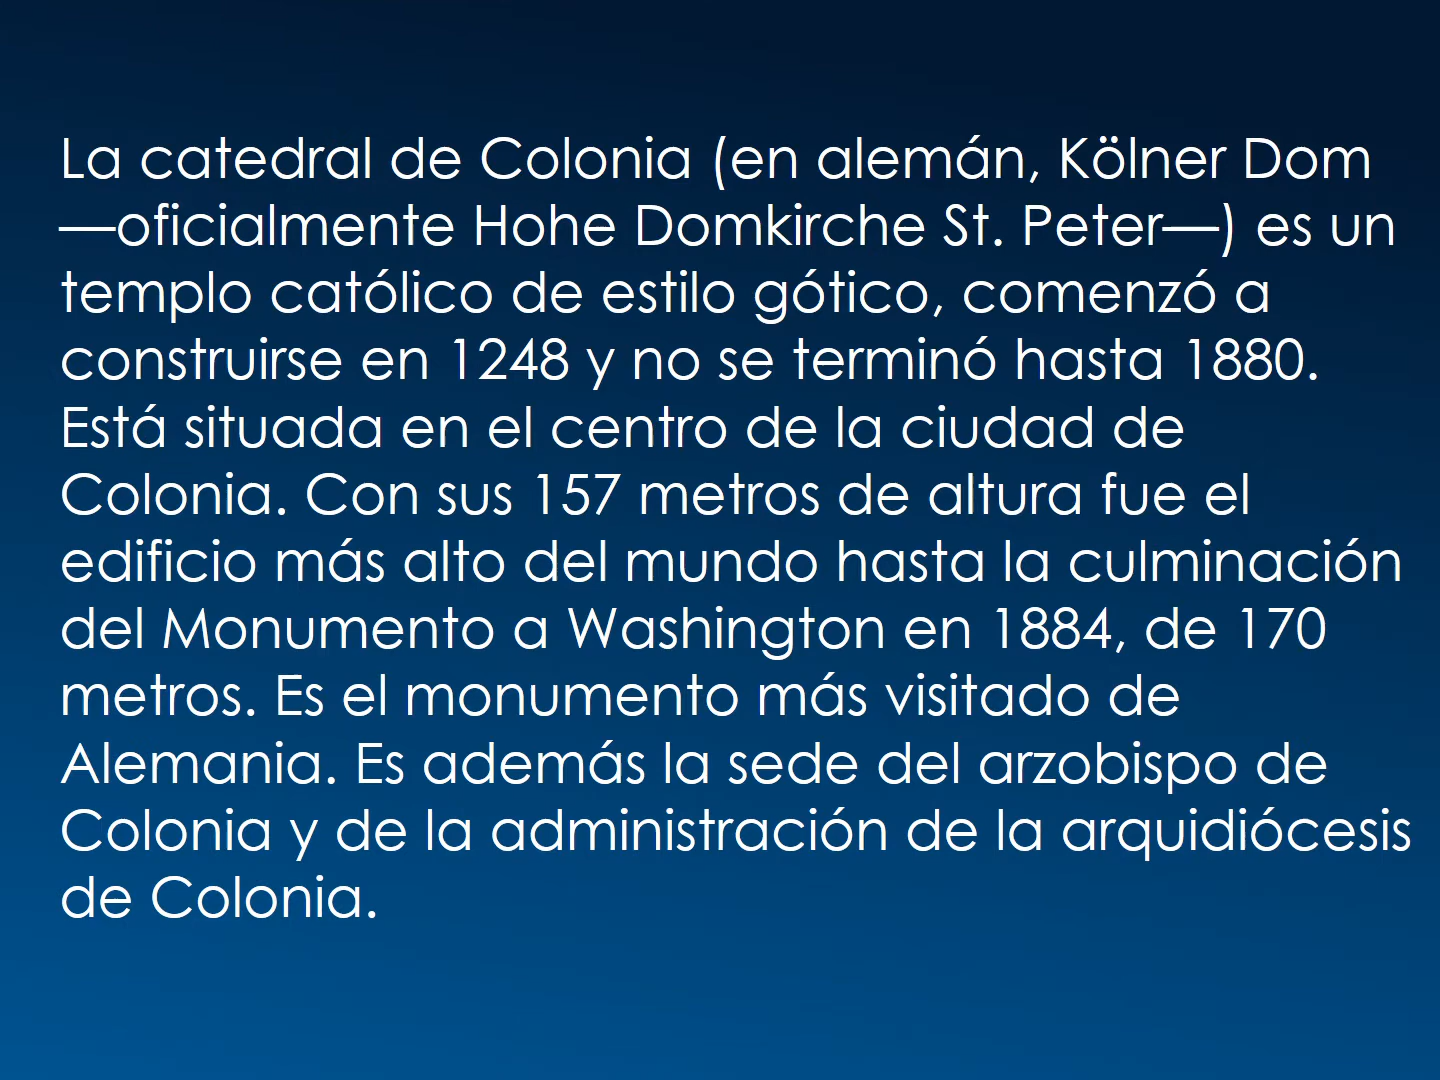 La catedral de Colonia (en alemán, Kölner Dom
—oficialmente Hohe Domkirche St. Peter—) es un
templo católico de estilo gótico, comenzó a
construirse en 1248 y no se terminó hasta 1880.
Está situada en el centro de la ciudad de
Colonia. Con sus 157 metros de altura fue el
edificio más alto del mundo hasta la culminación
del Monumento a Washington en 1884, de 170
metros. Es el monumento más visitado de
Alemania. Es además la sede del arzobispo de
Colonia y de la administración de la arquidiócesis
de Colonia.